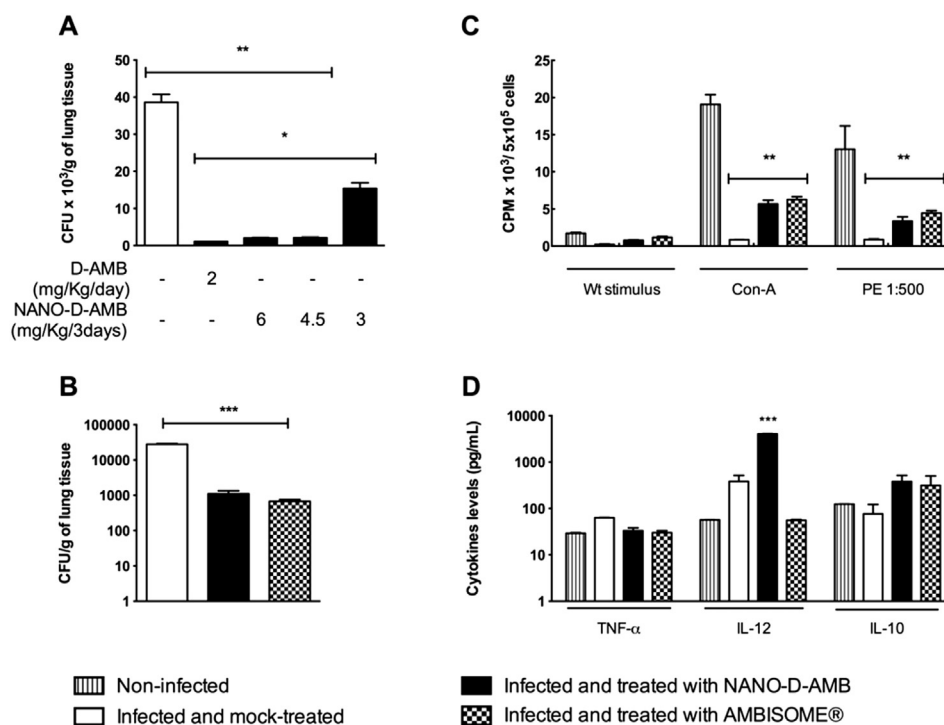 A
**
*
CFU x 10³/g of lung tissue
50
40
30
20
10
0
D-AMB
(mg/Kg/day)
- 2 - - -
NANO-D-AMB
(mg/Kg/3days)
- - 6 4.5 3
C
CPM x 10³/ 5x10⁵ cells
25
20
15
10
5
0
**
**
Wt stimulus Con-A PE 1:500
B
***
CFU/g of lung tissue
100000
10000
1000
100
10
1
D
Cytokines levels (pg/mL)
10000
1000
100
10
1
***
TNF-α IL-12 IL-10
Non-infected
Infected and mock-treated
Infected and treated with NANO-D-AMB
Infected and treated with AMBISOME®